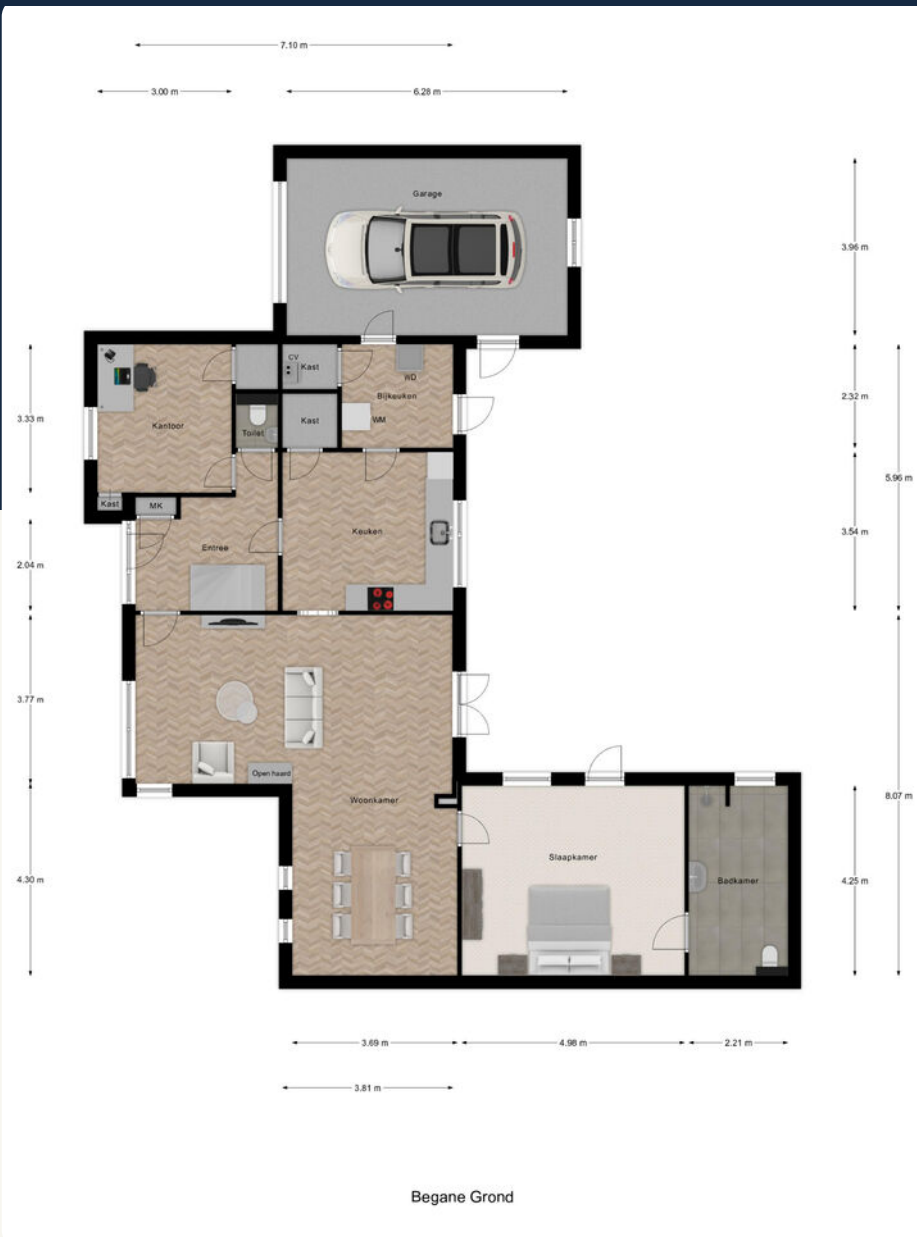 7.10 m
3.00 m
6.28 m
Garage
3.96 m
CV
Kast
WD
Bijkeuken
2.32 m
3.33 m
Kantoor
Toilet
Kast
WM
5.96 m
Kast
MK
Keuken
3.54 m
Entree
2.04 m
3.77 m
Open haard
Woonkamer
8.07 m
Slaapkamer
4.30 m
Badkamer
4.25 m
3.69 m
4.98 m
2.21 m
3.81 m
Begane Grond